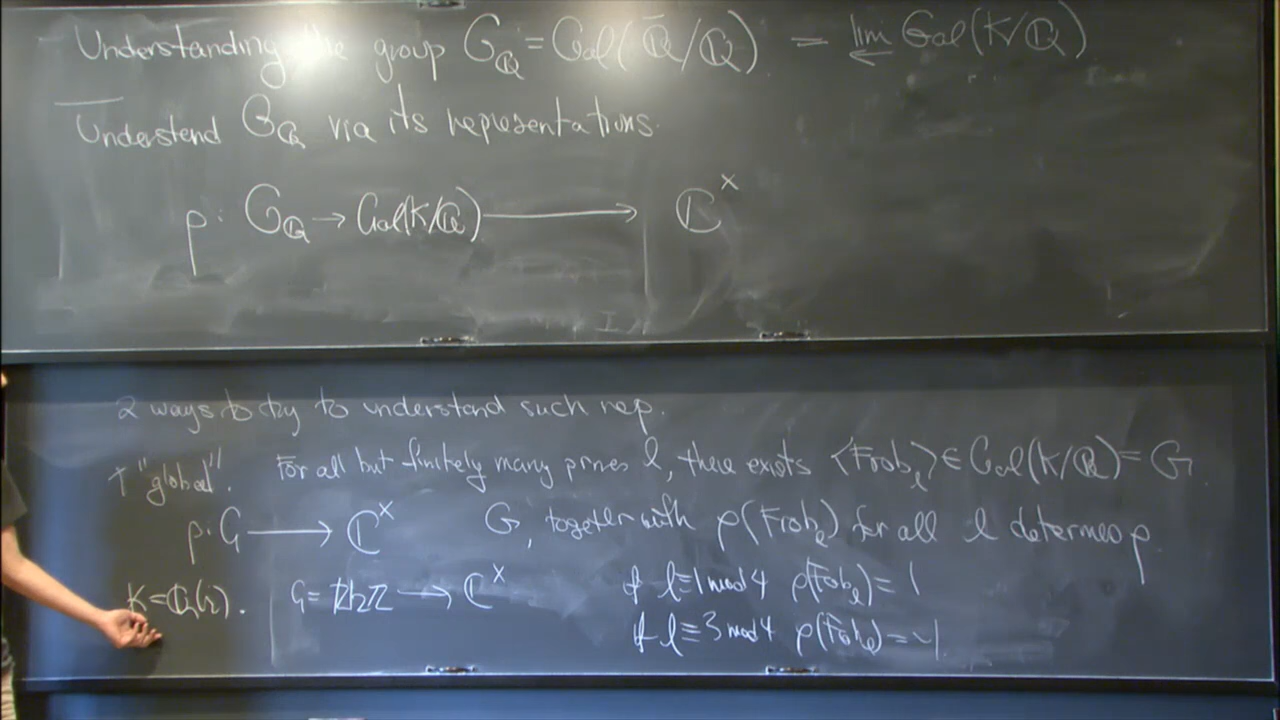 Understanding the group G_ℚ = Gal(ℚ̄/ℚ) = lim← Gal(K/ℚ)
Understand G_ℚ via its representations.
ρ: G_ℚ → Gal(K/ℚ) → ℂ^×
2 ways to try to understand such rep.
1 "global". For all but finitely many primes l, there exists <Frob_l> ∈ Gal(K/ℚ) = G
ρ: G → ℂ^× G, together with ρ(Frob_l) for all l determes ρ
K = ℚ(i). G = ℤ/2ℤ → ℂ^× if l ≡ 1 mod 4 ρ(Frob_l) = 1
if l ≡ 3 mod 4 ρ(Frob_l) = -1